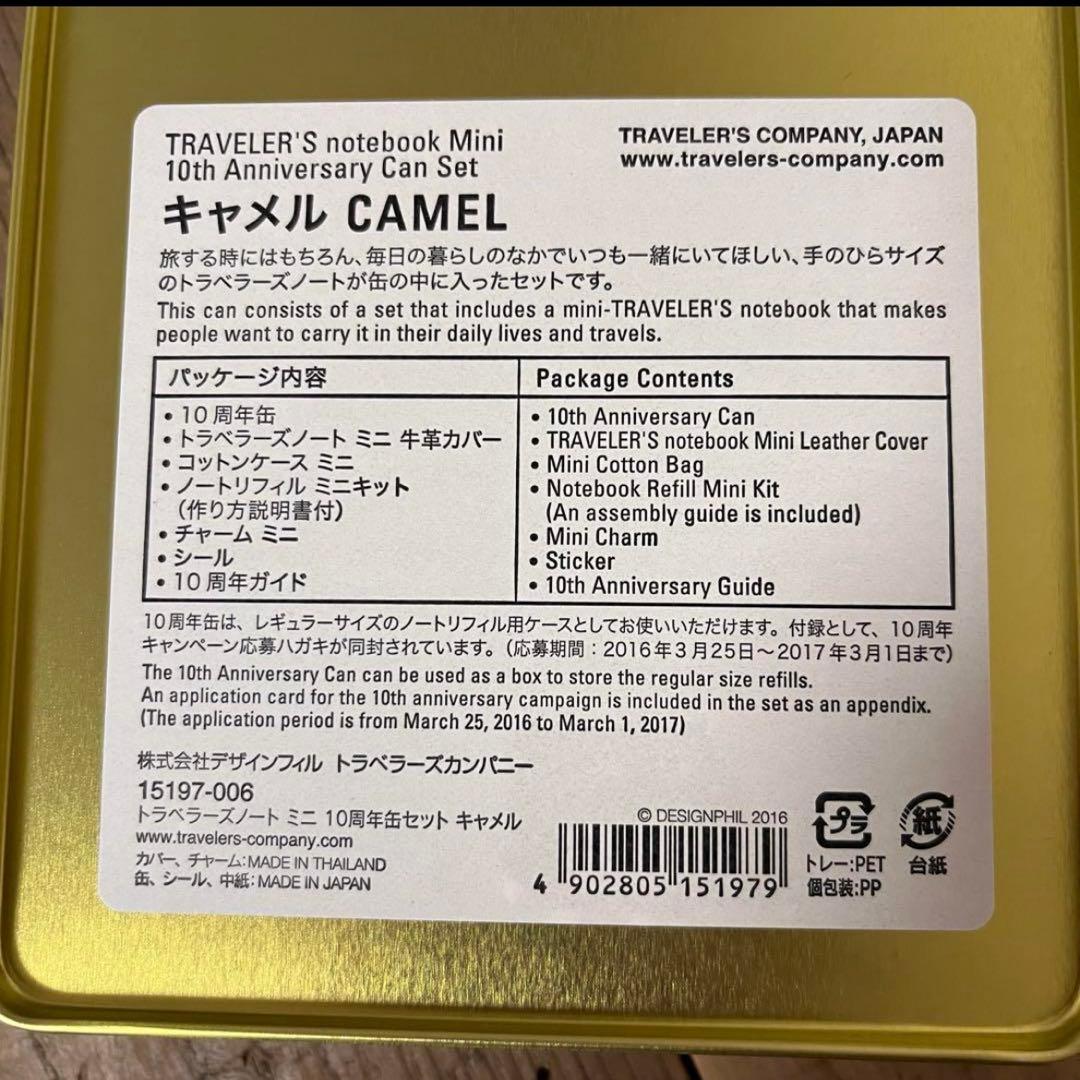 TRAVELER'S notebook Mini
10th Anniversary Can Set
キャメル CAMEL
TRAVELER'S COMPANY, JAPAN
www.travelers-company.com
旅する時にはもちろん、毎日の暮らしのなかでいつも一緒にいてほしい、手のひらサイズ
のトラベラーズノートが缶の中に入ったセットです。
This can consists of a set that includes a mini-TRAVELER'S notebook that makes
people want to carry it in their daily lives and travels.
パッケージ内容
• 10周年缶
• トラベラーズノート ミニ 牛革カバー
• コットンケース ミニ
• ノートリフィル ミニキット
（作り方説明書付）
• チャーム ミニ
• シール
• 10周年ガイド
Package Contents
• 10th Anniversary Can
• TRAVELER'S notebook Mini Leather Cover
• Mini Cotton Bag
• Notebook Refill Mini Kit
(An assembly guide is included)
• Mini Charm
• Sticker
• 10th Anniversary Guide
10周年缶は、レギュラーサイズのノートリフィル用ケースとしてお使いいただけます。付録として、10周年
キャンペーン応募ハガキが同封されています。（応募期間：2016年3月25日～2017年3月1日まで）
The 10th Anniversary Can can be used as a box to store the regular size refills.
An application card for the 10th anniversary campaign is included in the set as an appendix.
(The application period is from March 25, 2016 to March 1, 2017)
株式会社デザインフィル トラベラーズカンパニー
15197-006
トラベラーズノート ミニ 10周年缶セット キャメル
www.travelers-company.com
カバー、チャーム：MADE IN THAILAND
缶、シール、中紙：MADE IN JAPAN
© DESIGNPHIL 2016
4 902805 151979
プラ
トレー：PET
個包装：PP
紙
台紙